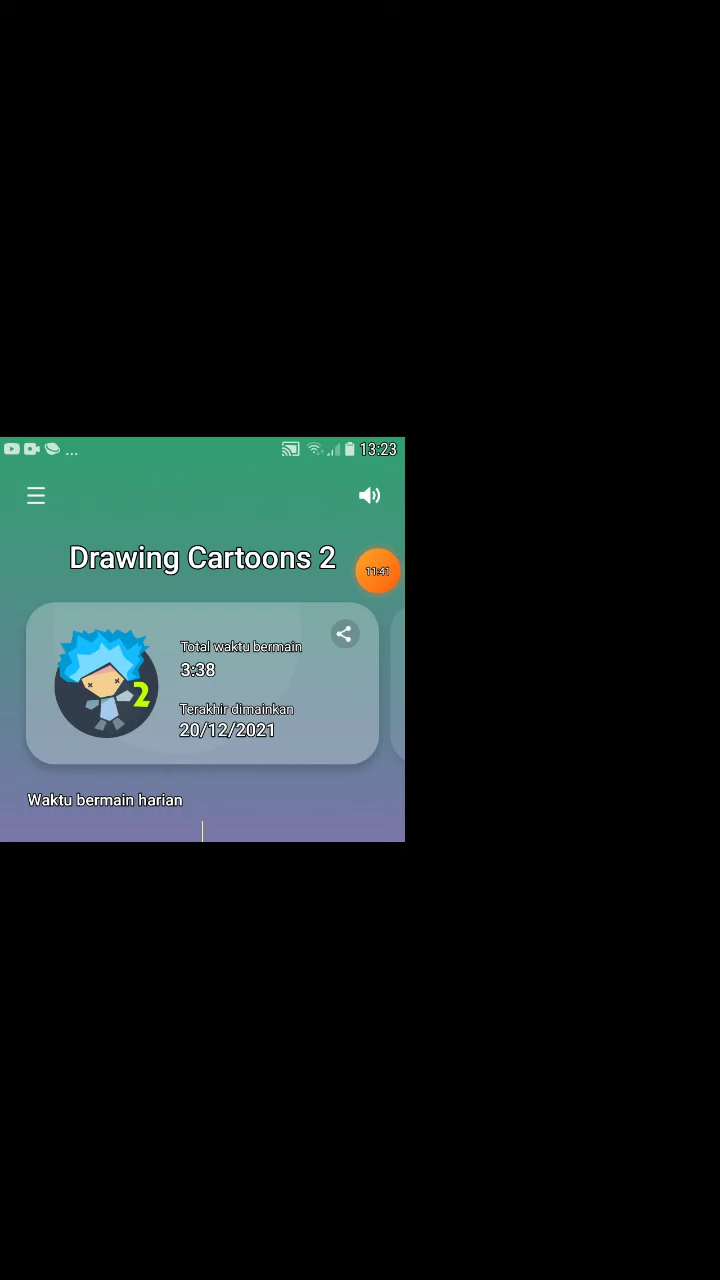 ... 13:23
Drawing Cartoons 2
11:41
2
Total waktu bermain
3:38
Terakhir dimainkan
20/12/2021
Waktu bermain harian